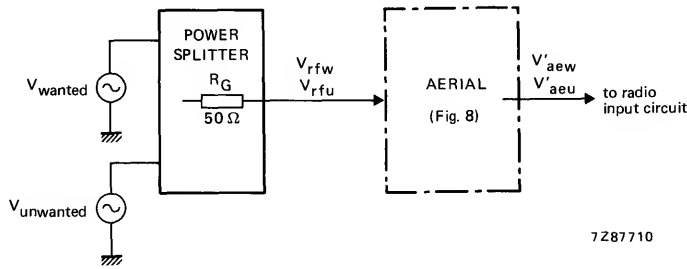 POWER
SPLITTER
R_G
50 Ω
V_wanted
V_unwanted
V_rfw
V_rfu
AERIAL
(Fig. 8)
V'_aew
V'_aeu
to radio
input circuit
7Z87710